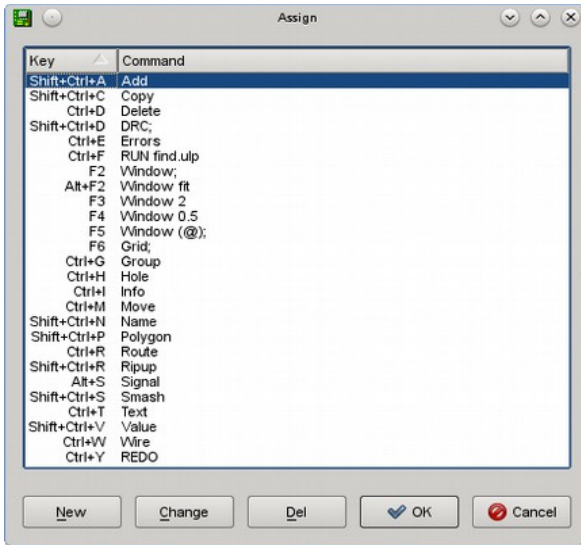 Assign
Key Command
Shift+Ctrl+A Add
Shift+Ctrl+C Copy
Ctrl+D Delete
Shift+Ctrl+D DRC;
Ctrl+E Errors
Ctrl+F RUN find.ulp
F2 Window;
Alt+F2 Window fit
F3 Window 2
F4 Window 0.5
F5 Window (@);
F6 Grid;
Ctrl+G Group
Ctrl+H Hole
Ctrl+I Info
Ctrl+M Move
Shift+Ctrl+N Name
Shift+Ctrl+P Polygon
Ctrl+R Route
Shift+Ctrl+R Ripup
Alt+S Signal
Shift+Ctrl+S Smash
Ctrl+T Text
Shift+Ctrl+V Value
Ctrl+W Wire
Ctrl+Y REDO
New Change Del OK Cancel